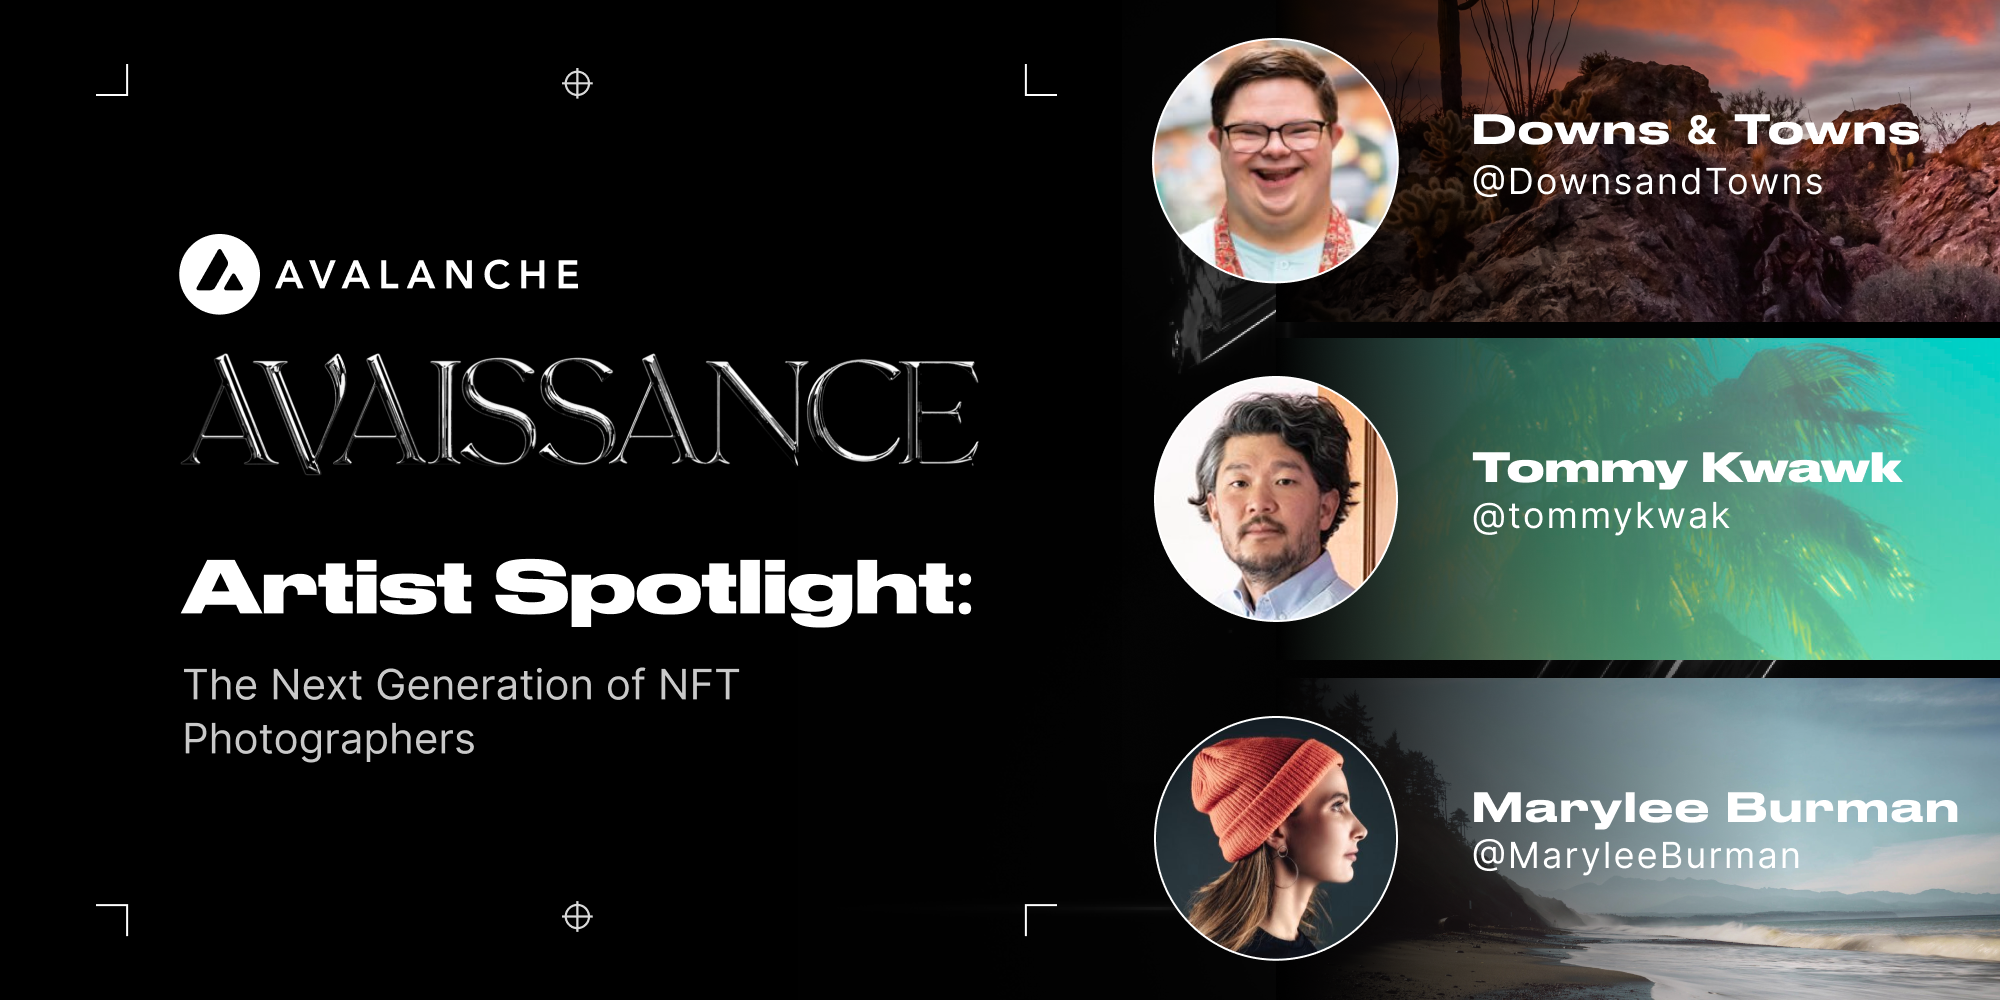 AVALANCHE
AVAISSANCE
Artist Spotlight:
The Next Generation of NFT
Photographers
Downs & Towns
@DownsandTowns
Tommy Kwawk
@tommykwak
Marylee Burman
@MaryleeBurman